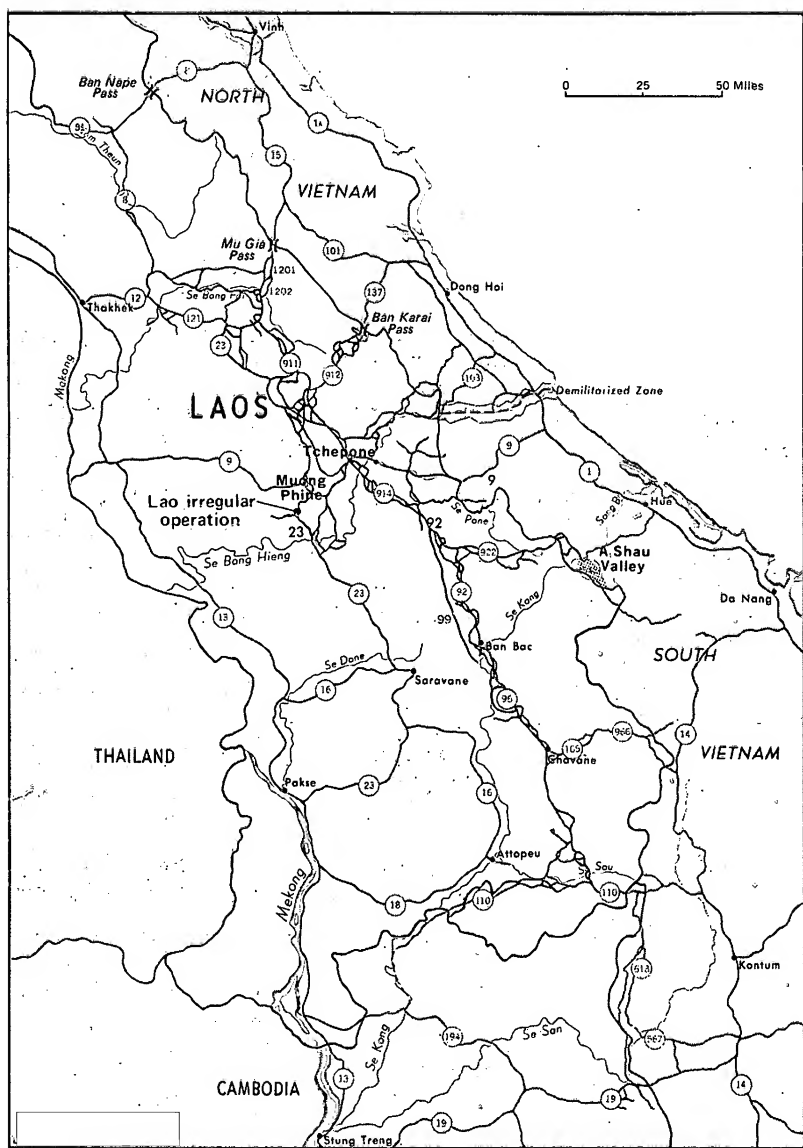 Vinh
Ban Nape
Pass
8
NORTH
0 25 50 Miles
1A
Theun
15
8
VIETNAM
Mu Gia
Pass
101
1201
Se Bang Fai
1202
Dong Hoi
Thakhek
12
137
121
Ban Karai
Pass
23
911
912
103
Demilitarized Zone
Mekong
LAOS
9
Tchepone
9
1
Muong
Phine
914
9
Hue
Lao irregular
operation
92
Se Pone
23
922
A Shau
Valley
Se Bang Hieng
92
Da Nang
23
Se Kong
13
99
Ban Bac
SOUTH
Se Done
Saravane
16
96
14
THAILAND
165
966
VIETNAM
Chavane
Pakse
23
16
Attopeu
Se Sou
Mekong
18
110
110
613
Kontum
Se Kong
194
Se San
567
CAMBODIA
13
19
14
19
Stung Treng